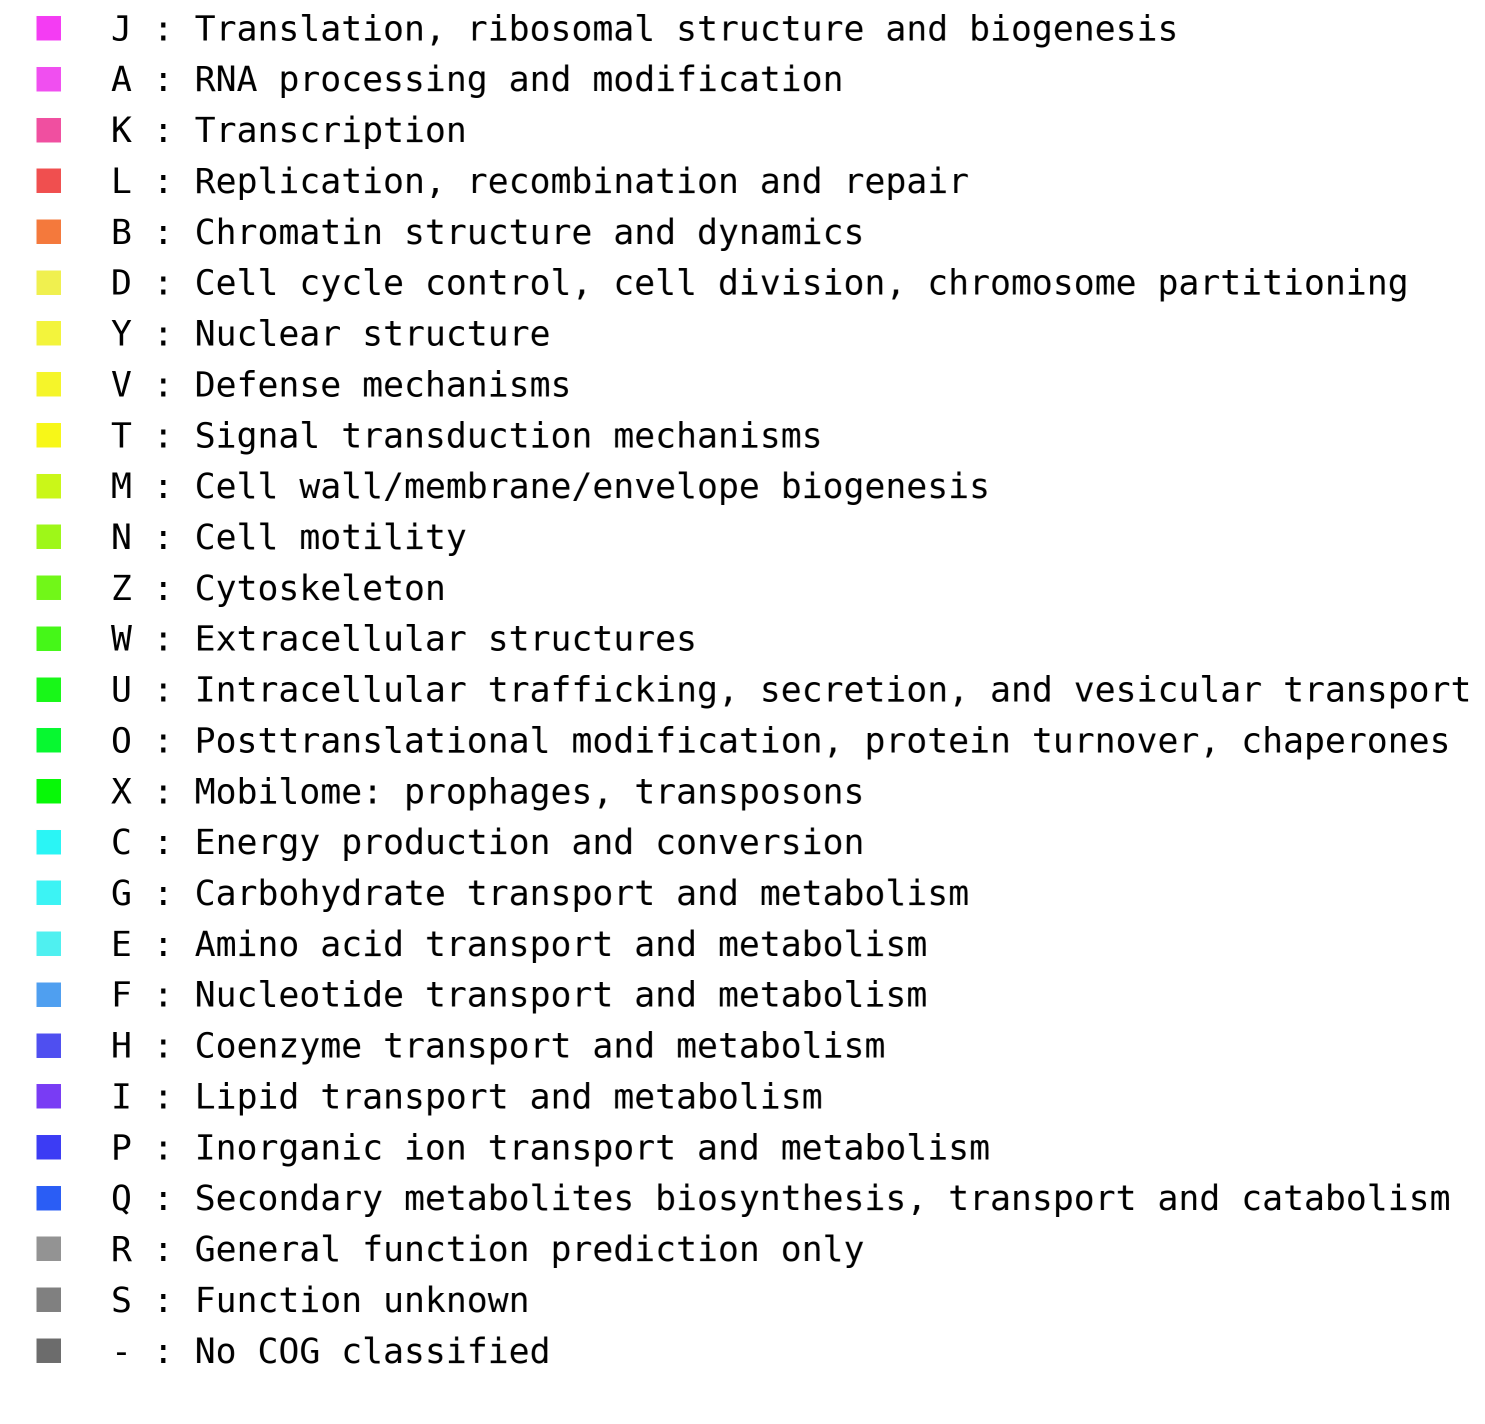 J : Translation, ribosomal structure and biogenesis
A : RNA processing and modification
K : Transcription
L : Replication, recombination and repair
B : Chromatin structure and dynamics
D : Cell cycle control, cell division, chromosome partitioning
Y : Nuclear structure
V : Defense mechanisms
T : Signal transduction mechanisms
M : Cell wall/membrane/envelope biogenesis
N : Cell motility
Z : Cytoskeleton
W : Extracellular structures
U : Intracellular trafficking, secretion, and vesicular transport
O : Posttranslational modification, protein turnover, chaperones
X : Mobilome: prophages, transposons
C : Energy production and conversion
G : Carbohydrate transport and metabolism
E : Amino acid transport and metabolism
F : Nucleotide transport and metabolism
H : Coenzyme transport and metabolism
I : Lipid transport and metabolism
P : Inorganic ion transport and metabolism
Q : Secondary metabolites biosynthesis, transport and catabolism
R : General function prediction only
S : Function unknown
- : No COG classified